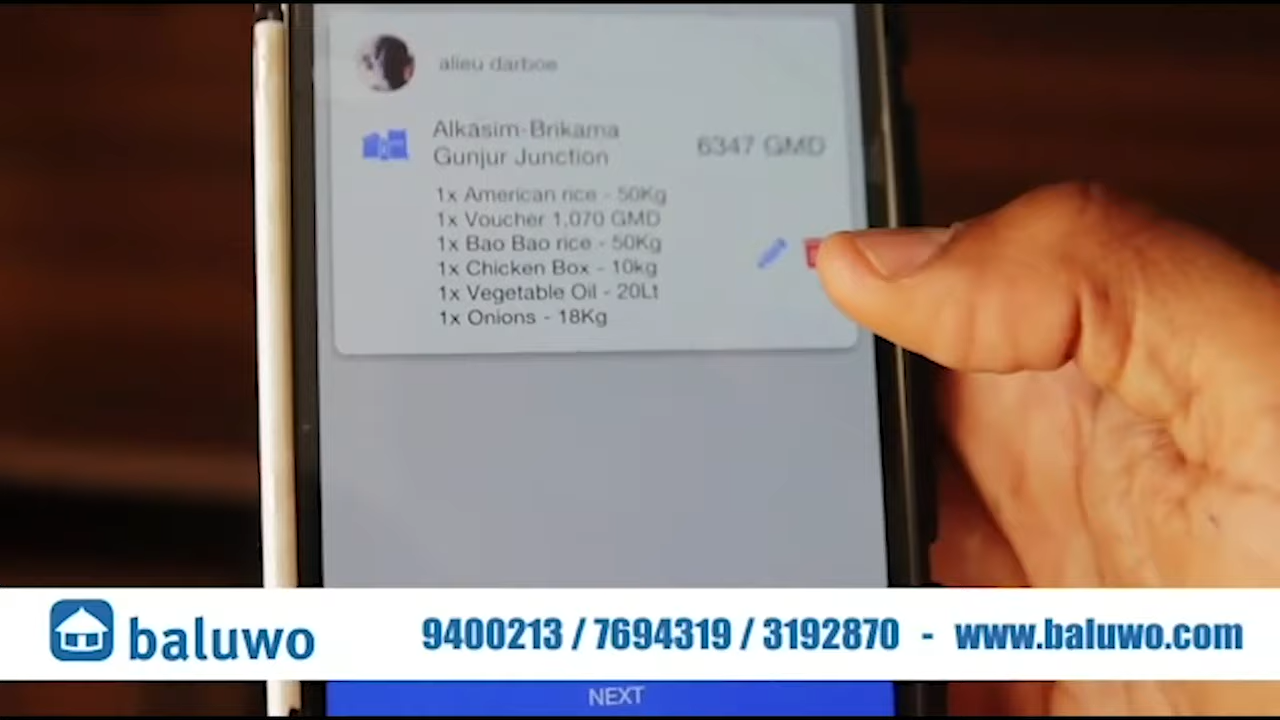 alieu darboe
Alkasim-Brikama
Gunjur Junction
6347 GMD
1x American rice - 50Kg
1x Voucher 1,070 GMD
1x Bao Bao rice - 50Kg
1x Chicken Box - 10kg
1x Vegetable Oil - 20Lt
1x Onions - 18Kg
baluwo
9400213 / 7694319 / 3192870 - www.baluwo.com
NEXT